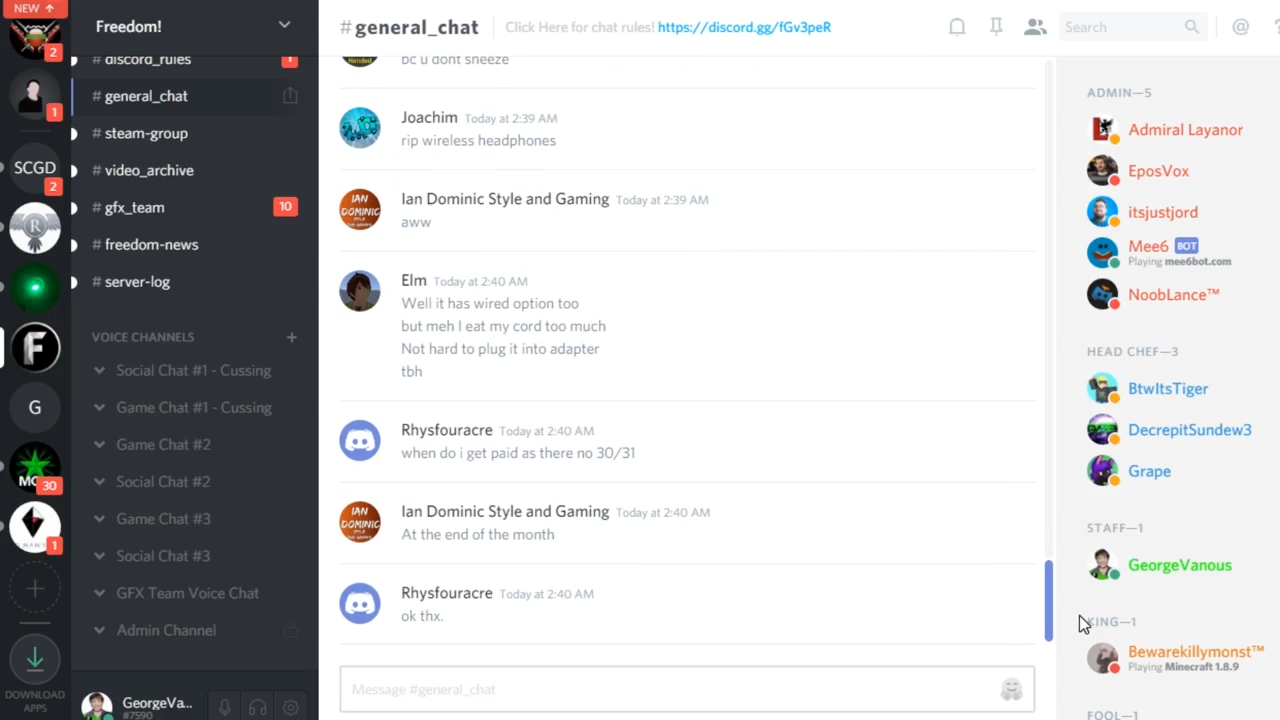 NEW ↑
2
1
SCGD
2
R
F
G
MC
30
1
DOWNLOAD
APPS
Freedom!
discord_rules
1
# general_chat
# steam-group
# video_archive
# gfx_team
10
# freedom-news
# server-log
VOICE CHANNELS
Social Chat #1 - Cussing
Game Chat #1 - Cussing
Game Chat #2
Social Chat #2
Game Chat #3
Social Chat #3
GFX Team Voice Chat
Admin Channel
GeorgeVa...
#7590
#general_chat
Click Here for chat rules! https://discord.gg/fGv3peR
Search
@
bc u dont sneeze
Joachim Today at 2:39 AM
rip wireless headphones
IAN DOMINIC
Ian Dominic Style and Gaming Today at 2:39 AM
aww
Elm Today at 2:40 AM
Well it has wired option too
but meh I eat my cord too much
Not hard to plug it into adapter
tbh
Rhysfouracre Today at 2:40 AM
when do i get paid as there no 30/31
IAN DOMINIC
Ian Dominic Style and Gaming Today at 2:40 AM
At the end of the month
Rhysfouracre Today at 2:40 AM
ok thx.
Message #general_chat
ADMIN—5
Admiral Layanor
EposVox
itsjustjord
Mee6 BOT
Playing mee6bot.com
NoobLance™
HEAD CHEF—3
BtwItsTiger
DecrepitSundew3
Grape
STAFF—1
GeorgeVanous
KING—1
Bewarekillymonst™
Playing Minecraft 1.8.9
FOOL—1